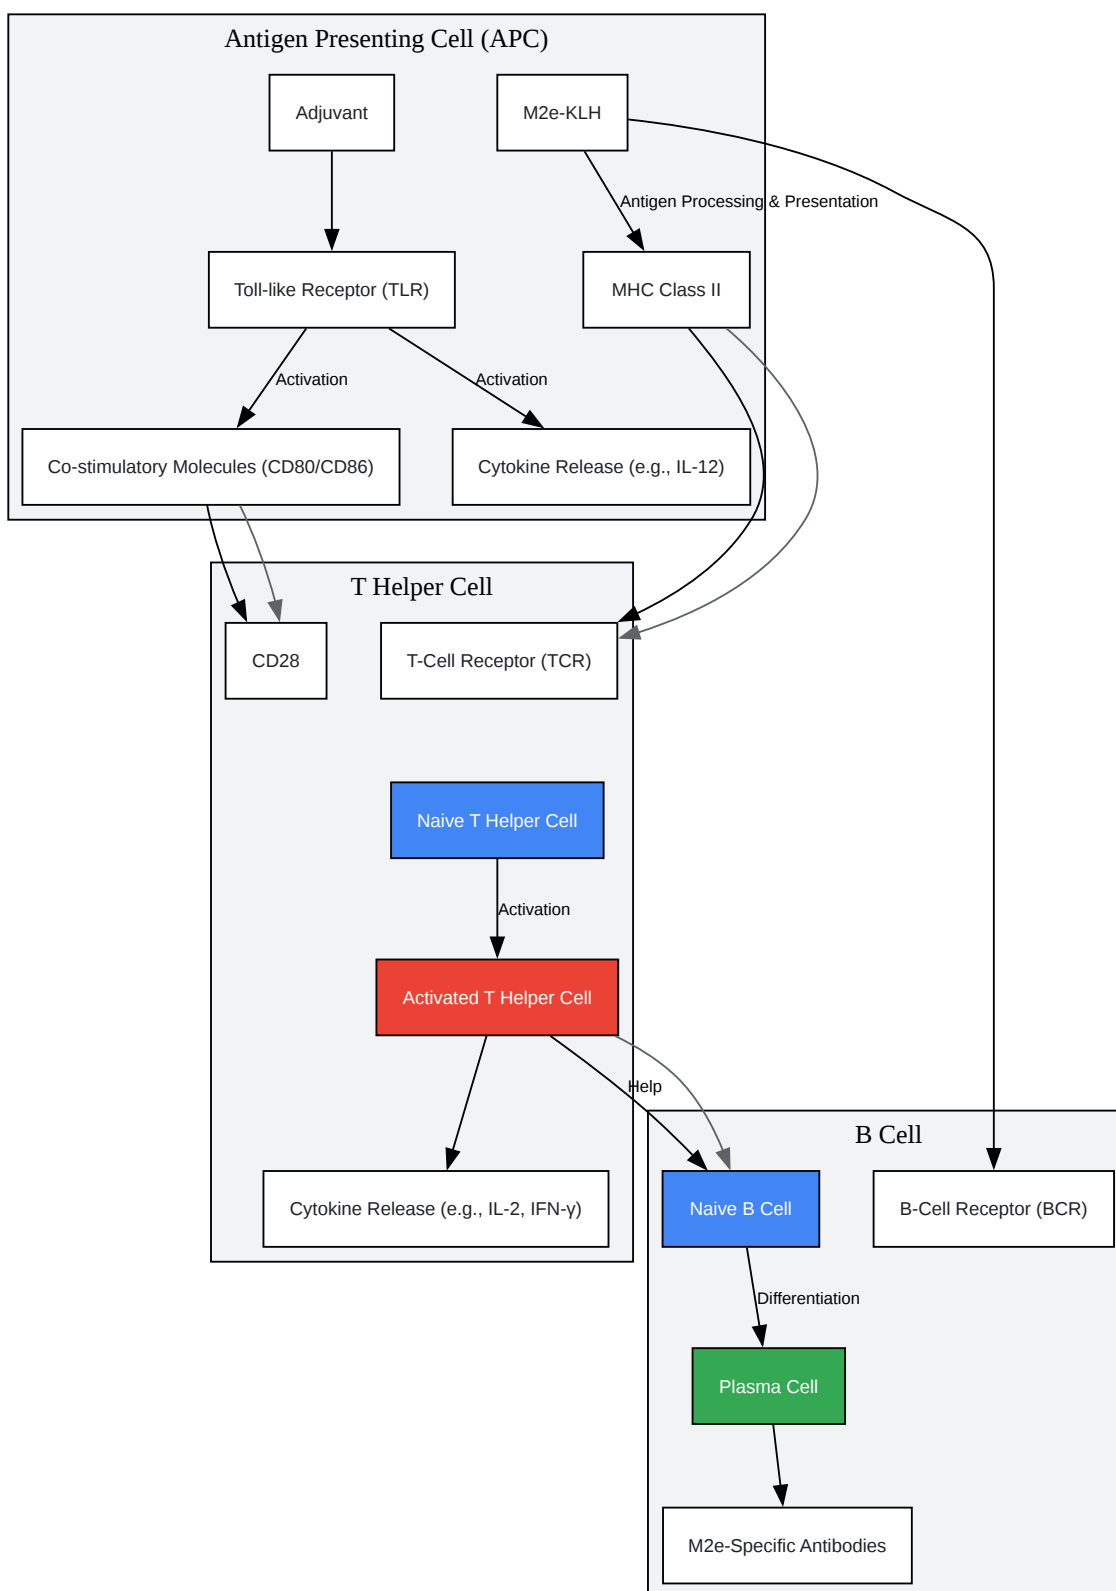 Antigen Presenting Cell (APC)
Adjuvant
M2e-KLH
Antigen Processing & Presentation
Toll-like Receptor (TLR)
MHC Class II
Activation
Activation
Co-stimulatory Molecules (CD80/CD86)
Cytokine Release (e.g., IL-12)
T Helper Cell
CD28
T-Cell Receptor (TCR)
Naive T Helper Cell
Activation
Activated T Helper Cell
Help
B Cell
Cytokine Release (e.g., IL-2, IFN-γ)
Naive B Cell
B-Cell Receptor (BCR)
Differentiation
Plasma Cell
M2e-Specific Antibodies